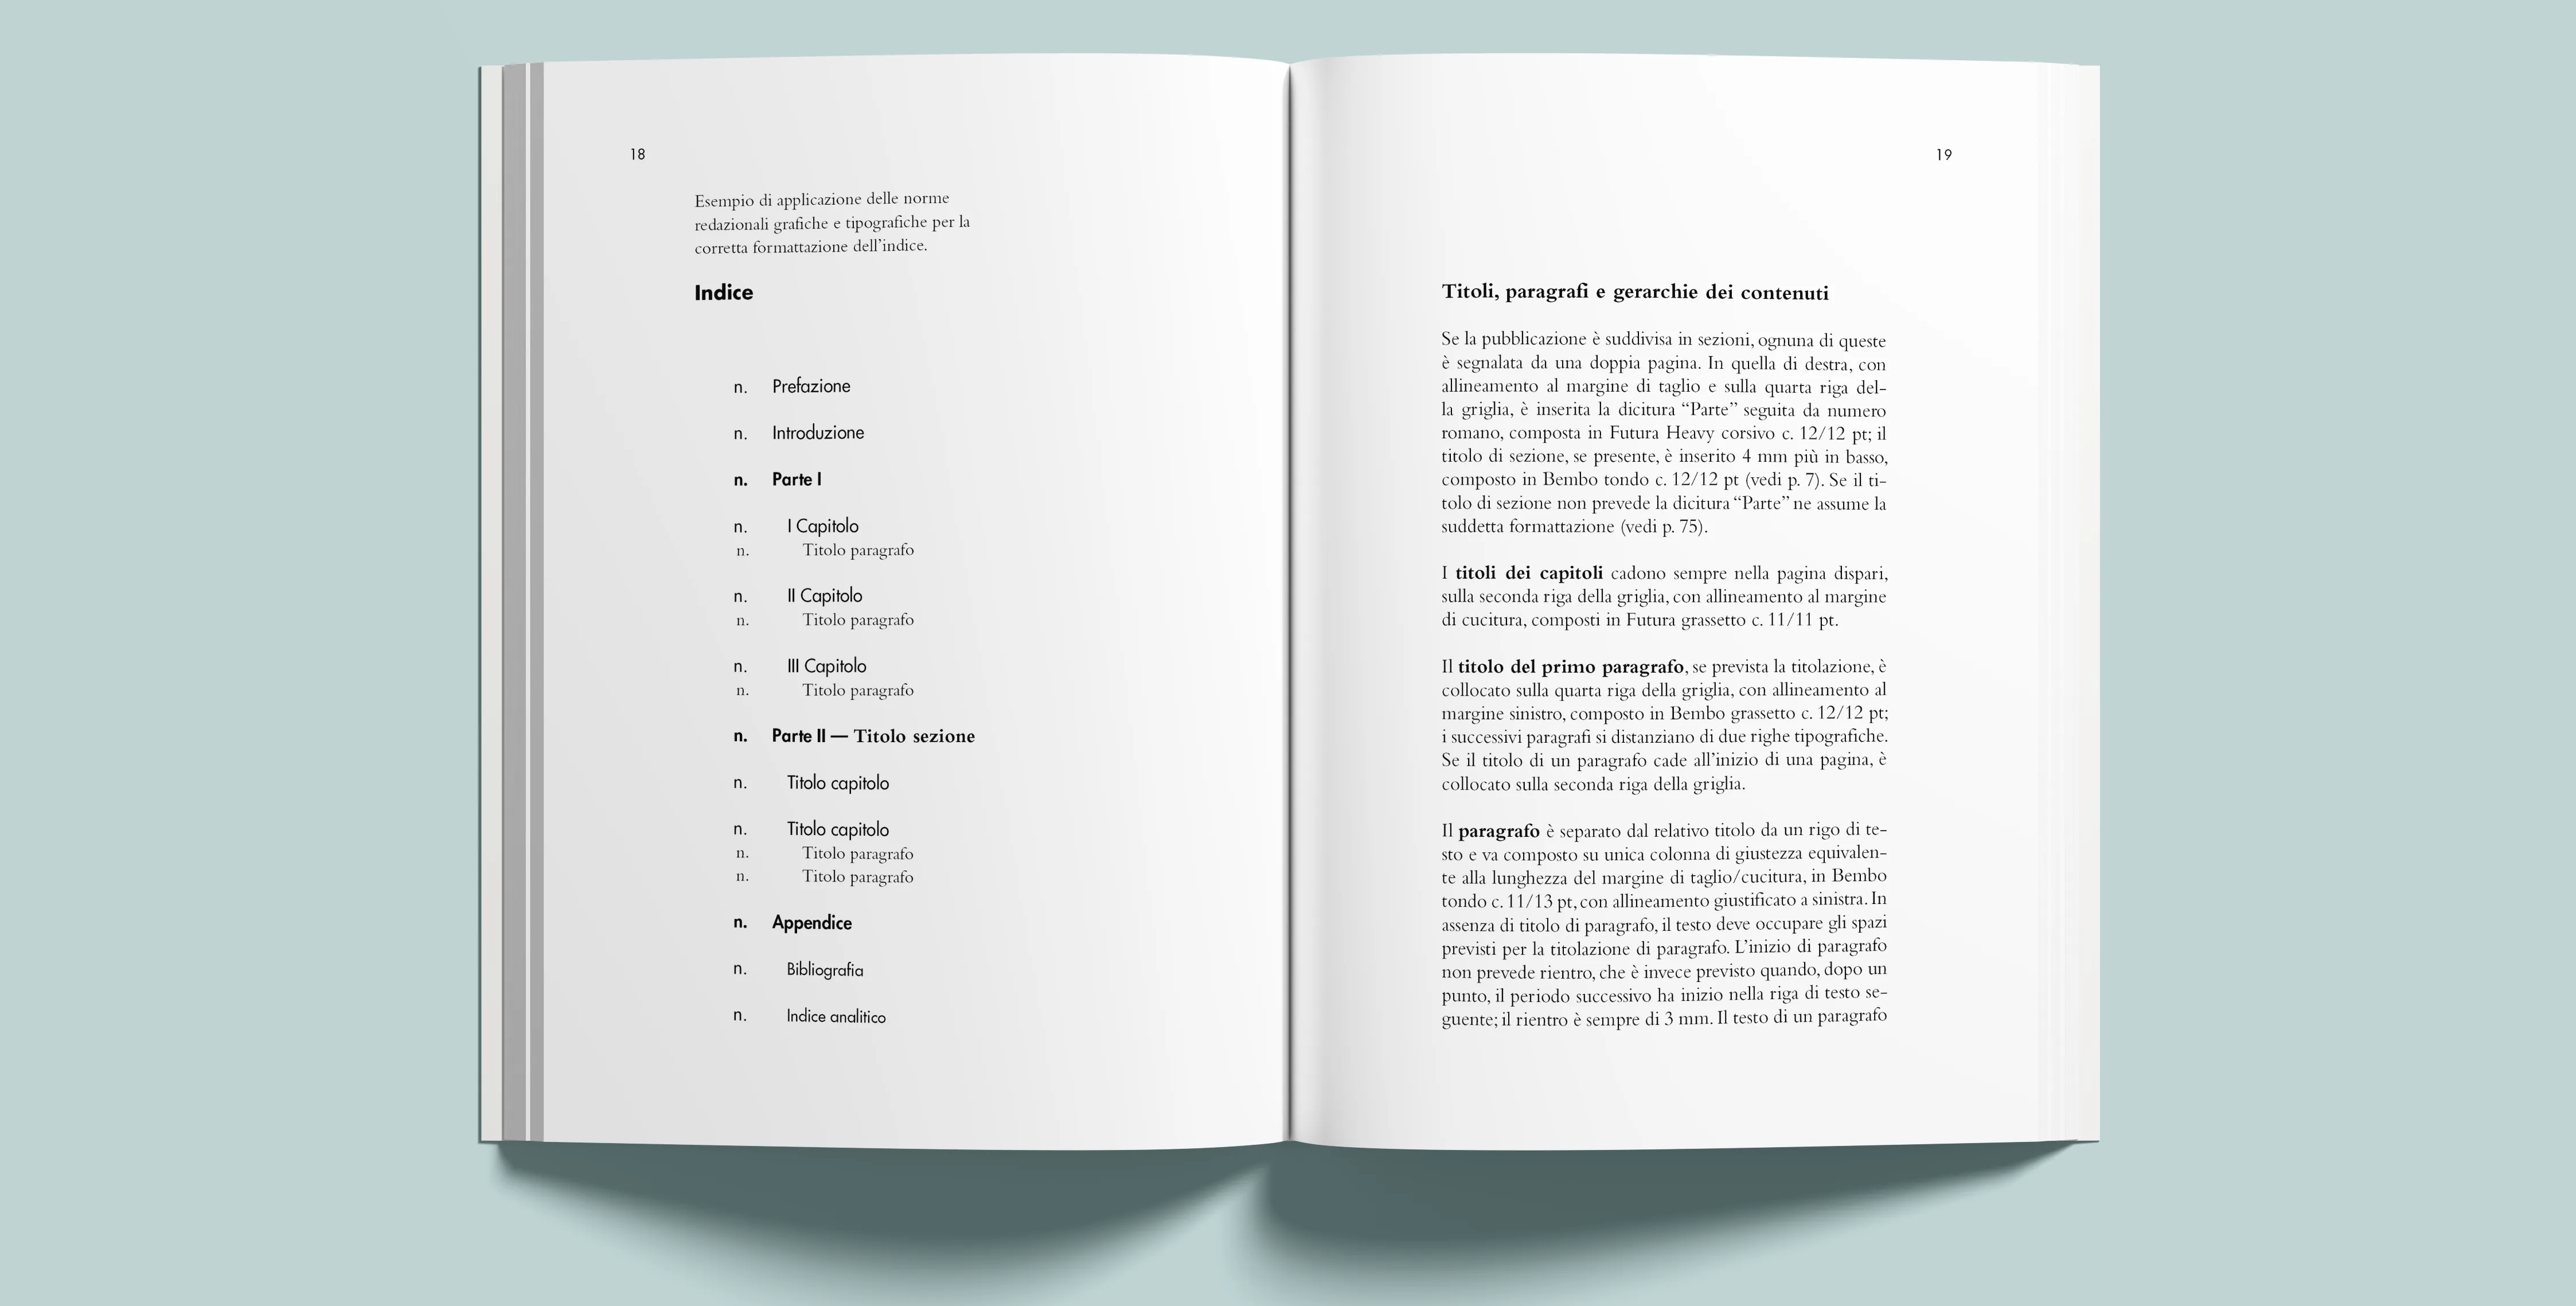 18
Esempio di applicazione delle norme
redazionali grafiche e tipografiche per la
corretta formattazione dell’indice.
Indice
n. Prefazione
n. Introduzione
n. Parte I
n. I Capitolo
n. Titolo paragrafo
n. II Capitolo
n. Titolo paragrafo
n. III Capitolo
n. Titolo paragrafo
n. Parte II — Titolo sezione
n. Titolo capitolo
n. Titolo capitolo
n. Titolo paragrafo
n. Titolo paragrafo
n. Appendice
n. Bibliografia
n. Indice analitico
19
Titoli, paragrafi e gerarchie dei contenuti
Se la pubblicazione è suddivisa in sezioni, ognuna di queste
è segnalata da una doppia pagina. In quella di destra, con
allineamento al margine di taglio e sulla quarta riga del-
la griglia, è inserita la dicitura “Parte” seguita da numero
romano, composta in Futura Heavy corsivo c. 12/12 pt; il
titolo di sezione, se presente, è inserito 4 mm più in basso,
composto in Bembo tondo c. 12/12 pt (vedi p. 7). Se il ti-
tolo di sezione non prevede la dicitura “Parte” ne assume la
suddetta formattazione (vedi p. 75).
I titoli dei capitoli cadono sempre nella pagina dispari,
sulla seconda riga della griglia, con allineamento al margine
di cucitura, composti in Futura grassetto c. 11/11 pt.
Il titolo del primo paragrafo, se prevista la titolazione, è
collocato sulla quarta riga della griglia, con allineamento al
margine sinistro, composto in Bembo grassetto c. 12/12 pt;
i successivi paragrafi si distanziano di due righe tipografiche.
Se il titolo di un paragrafo cade all’inizio di una pagina, è
collocato sulla seconda riga della griglia.
Il paragrafo è separato dal relativo titolo da un rigo di te-
sto e va composto su unica colonna di giustezza equivalen-
te alla lunghezza del margine di taglio/cucitura, in Bembo
tondo c. 11/13 pt, con allineamento giustificato a sinistra. In
assenza di titolo di paragrafo, il testo deve occupare gli spazi
previsti per la titolazione di paragrafo. L’inizio di paragrafo
non prevede rientro, che è invece previsto quando, dopo un
punto, il periodo successivo ha inizio nella riga di testo se-
guente; il rientro è sempre di 3 mm. Il testo di un paragrafo